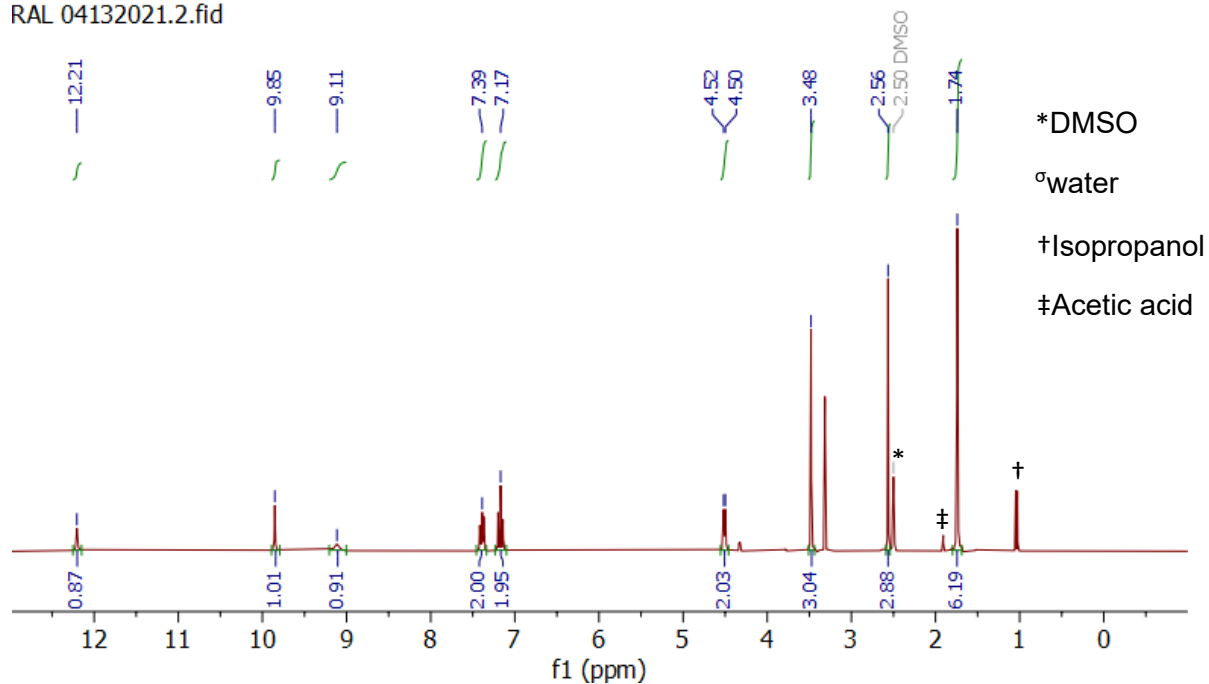 RAL 04132021.2.fid
12.21
9.85
9.11
7.39
7.17
4.52
4.50
3.48
2.56
2.50 DMSO
1.74
*DMSO
σwater
†Isopropanol
‡Acetic acid
*
‡
†
0.87
1.01
0.91
2.00
1.95
2.03
3.04
2.88
6.19
12 11 10 9 8 7 6 5 4 3 2 1 0
f1 (ppm)